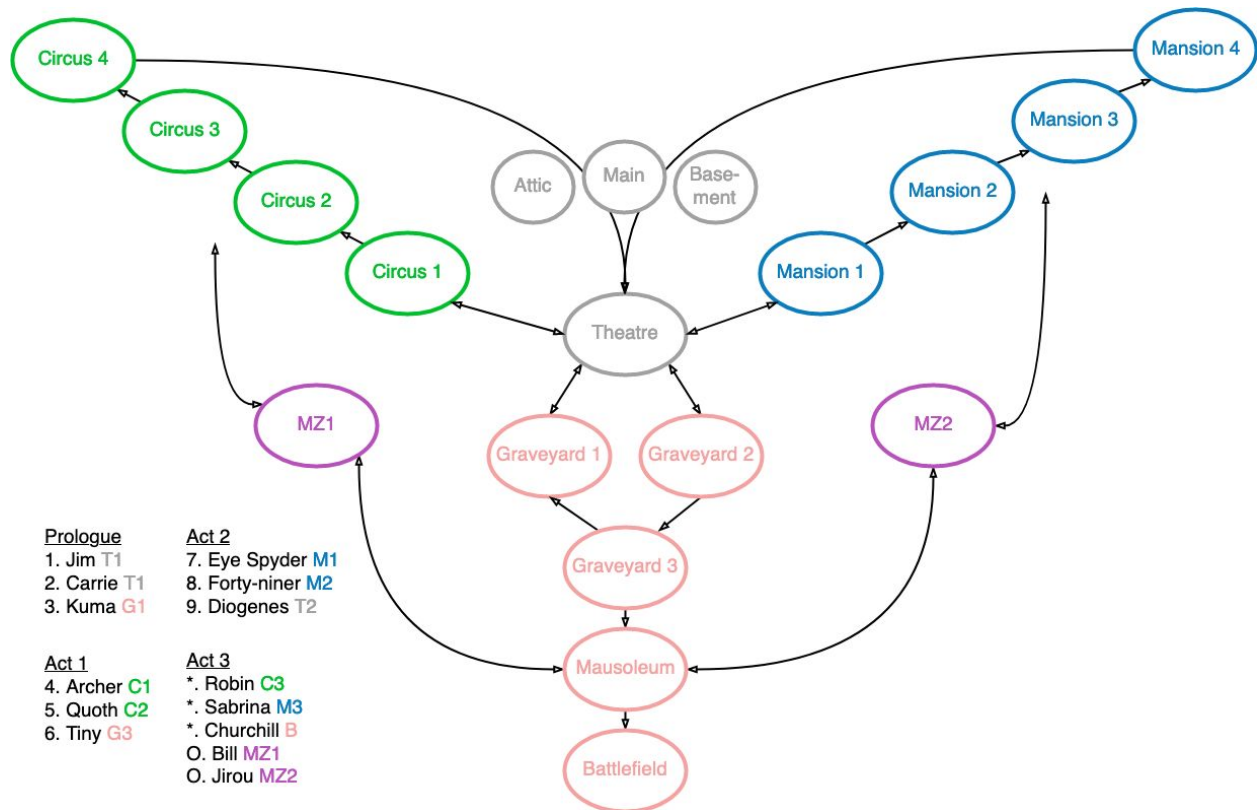 Circus 4
Mansion 4
Circus 3
Mansion 3
Circus 2
Attic
Main
Base-
ment
Mansion 2
Circus 1
Mansion 1
Theatre
MZ1
MZ2
Graveyard 1
Graveyard 2
Graveyard 3
Mausoleum
Battlefield
Prologue
1. Jim T1
2. Carrie T1
3. Kuma G1
Act 1
4. Archer C1
5. Quoth C2
6. Tiny G3
Act 2
7. Eye Spyder M1
8. Forty-niner M2
9. Diogenes T2
Act 3
*. Robin C3
*. Sabrina M3
*. Churchill B
O. Bill MZ1
O. Jirou MZ2